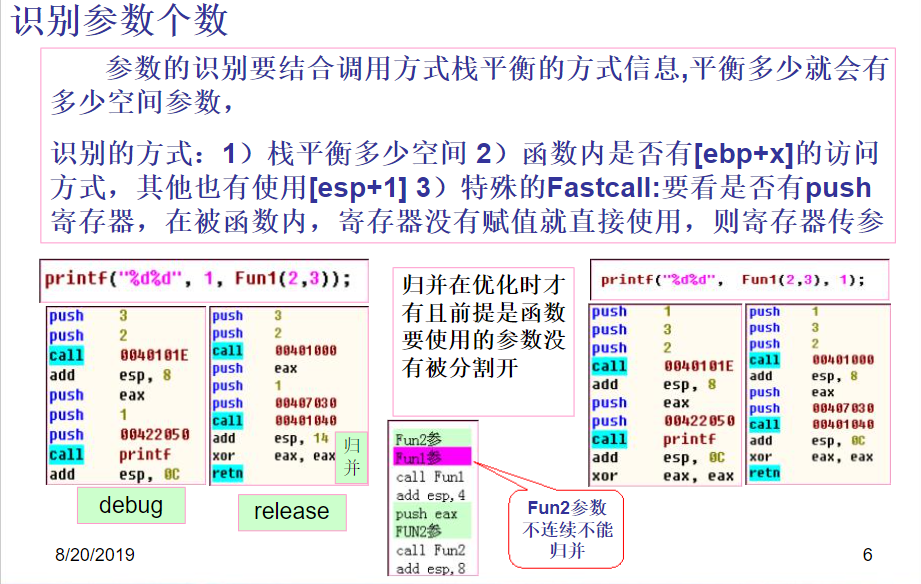 识别参数个数
参数的识别要结合调用方式栈平衡的方式信息,平衡多少就会有
多少空间参数，
识别的方式：1）栈平衡多少空间 2）函数内是否有[ebp+x]的访问
方式，其他也有使用[esp+1] 3）特殊的Fastcall:要看是否有push
寄存器，在被函数内，寄存器没有赋值就直接使用，则寄存器传参
printf("%d%d", 1, Fun1(2,3));
push 3
push 2
call 0040101E
add esp, 8
push eax
push 1
push 00422050
call printf
add esp, 0C
debug
push 3
push 2
call 00401000
push eax
push 1
push 00407030
call 00401040
add esp, 14
xor eax, eax
retn
归
并
release
归并在优化时才
有且前提是函数
要使用的参数没
有被分割开
Fun2参
Fun1参
call Fun1
add esp,4
push eax
FUN2参
call Fun2
add esp,8
Fun2参数
不连续不能
归并
printf("%d%d", Fun1(2,3), 1);
push 1
push 3
push 2
call 0040101E
add esp, 8
push eax
push 00422050
call printf
add esp, 0C
xor eax, eax
push 1
push 3
push 2
call 00401000
add esp, 8
push eax
push 00407030
call 00401040
add esp, 0C
xor eax, eax
retn
8/20/2019
6